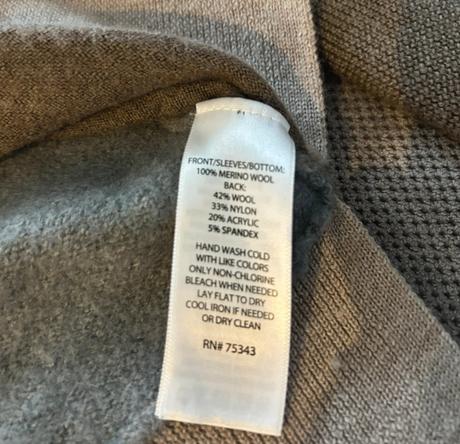 FRONT/SLEEVES/BOTTOM:
100% MERINO WOOL
BACK:
42% WOOL
33% NYLON
20% ACRYLIC
5% SPANDEX
HAND WASH COLD
WITH LIKE COLORS
ONLY NON-CHLORINE
BLEACH WHEN NEEDED
LAY FLAT TO DRY
COOL IRON IF NEEDED
OR DRY CLEAN
RN# 75343